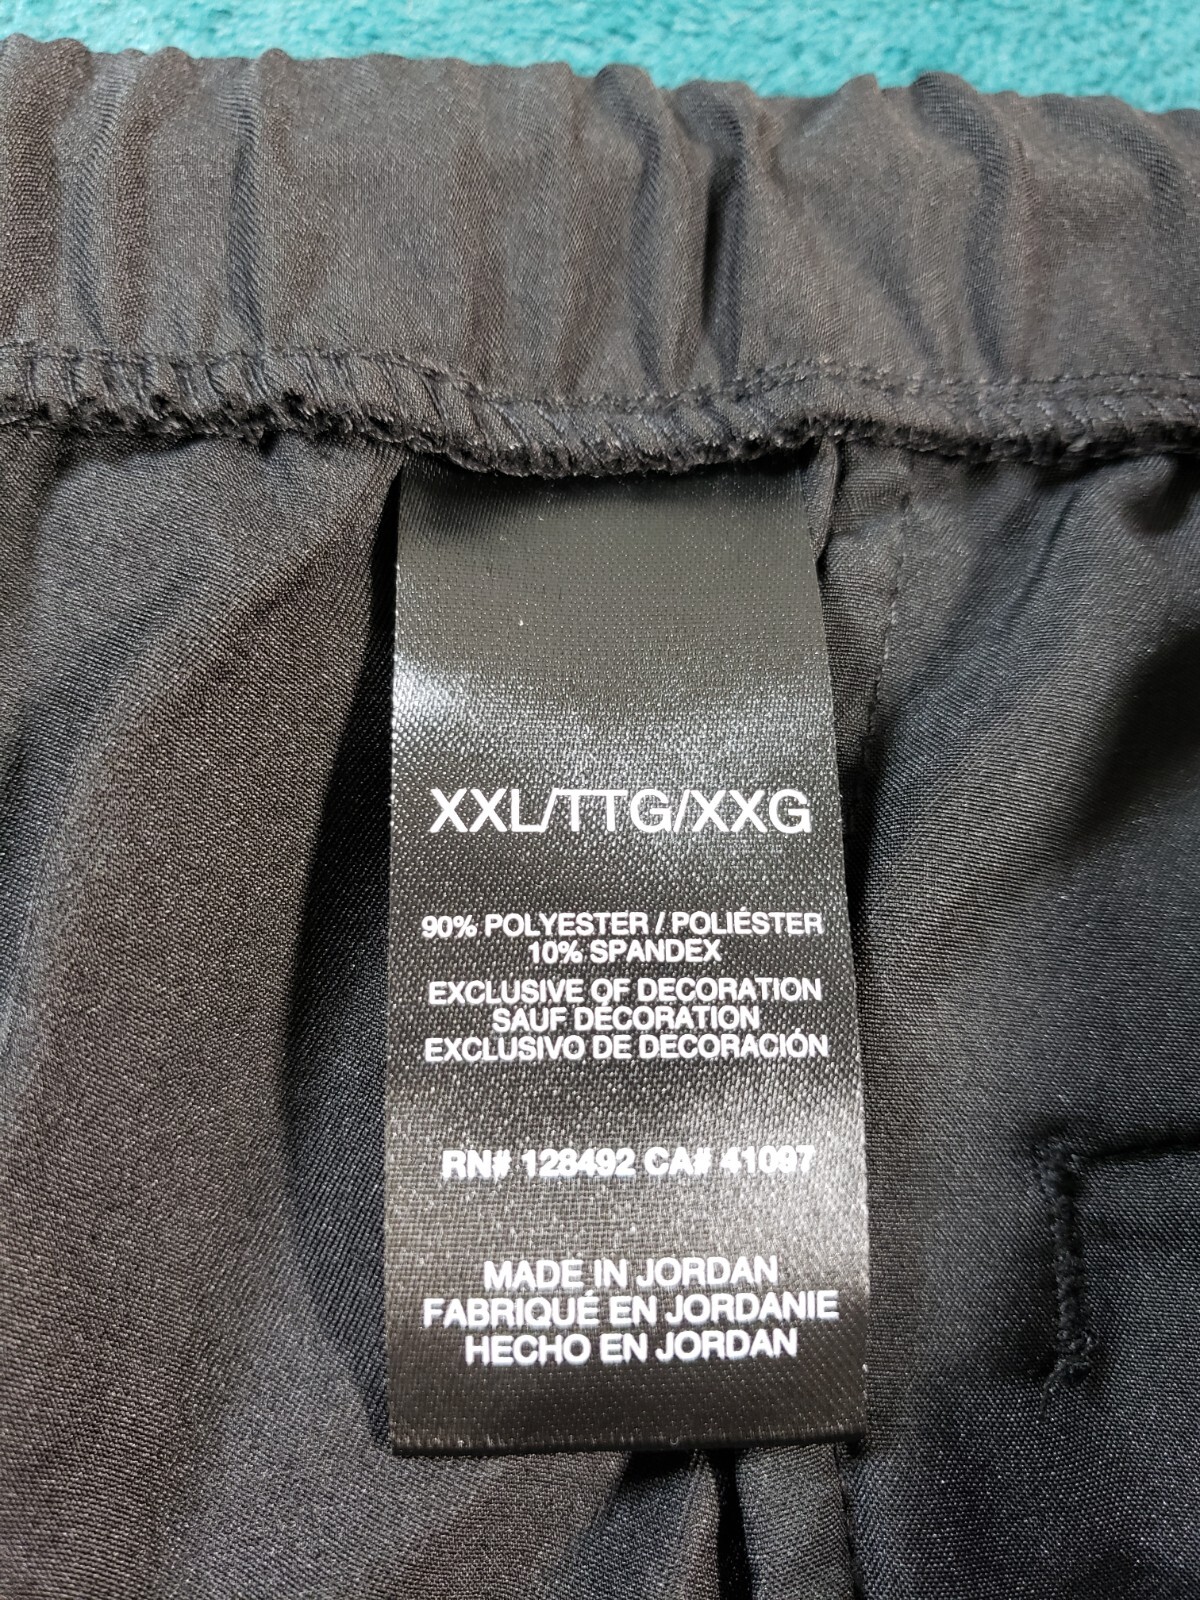 XXL/TTG/XXG
90% POLYESTER / POLIÉSTER
10% SPANDEX
EXCLUSIVE OF DECORATION
SAUF DÉCORATION
EXCLUSIVO DE DECORACIÓN
RN# 128492 CA# 41097
MADE IN JORDAN
FABRIQUÉ EN JORDANIE
HECHO EN JORDAN